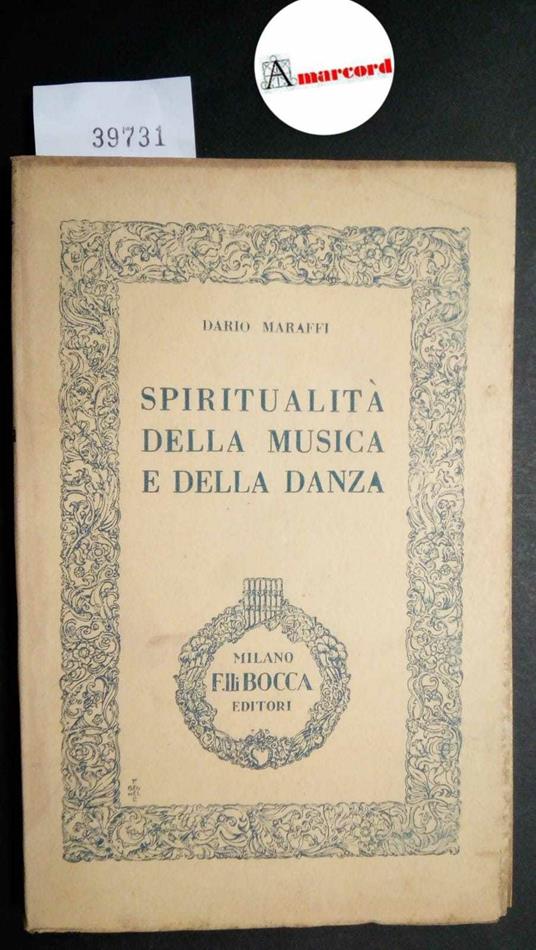 Amarcord
39731
DARIO MARAFFI
SPIRITUALITÀ
DELLA MUSICA
E DELLA DANZA
MILANO
F.lli BOCCA
EDITORI